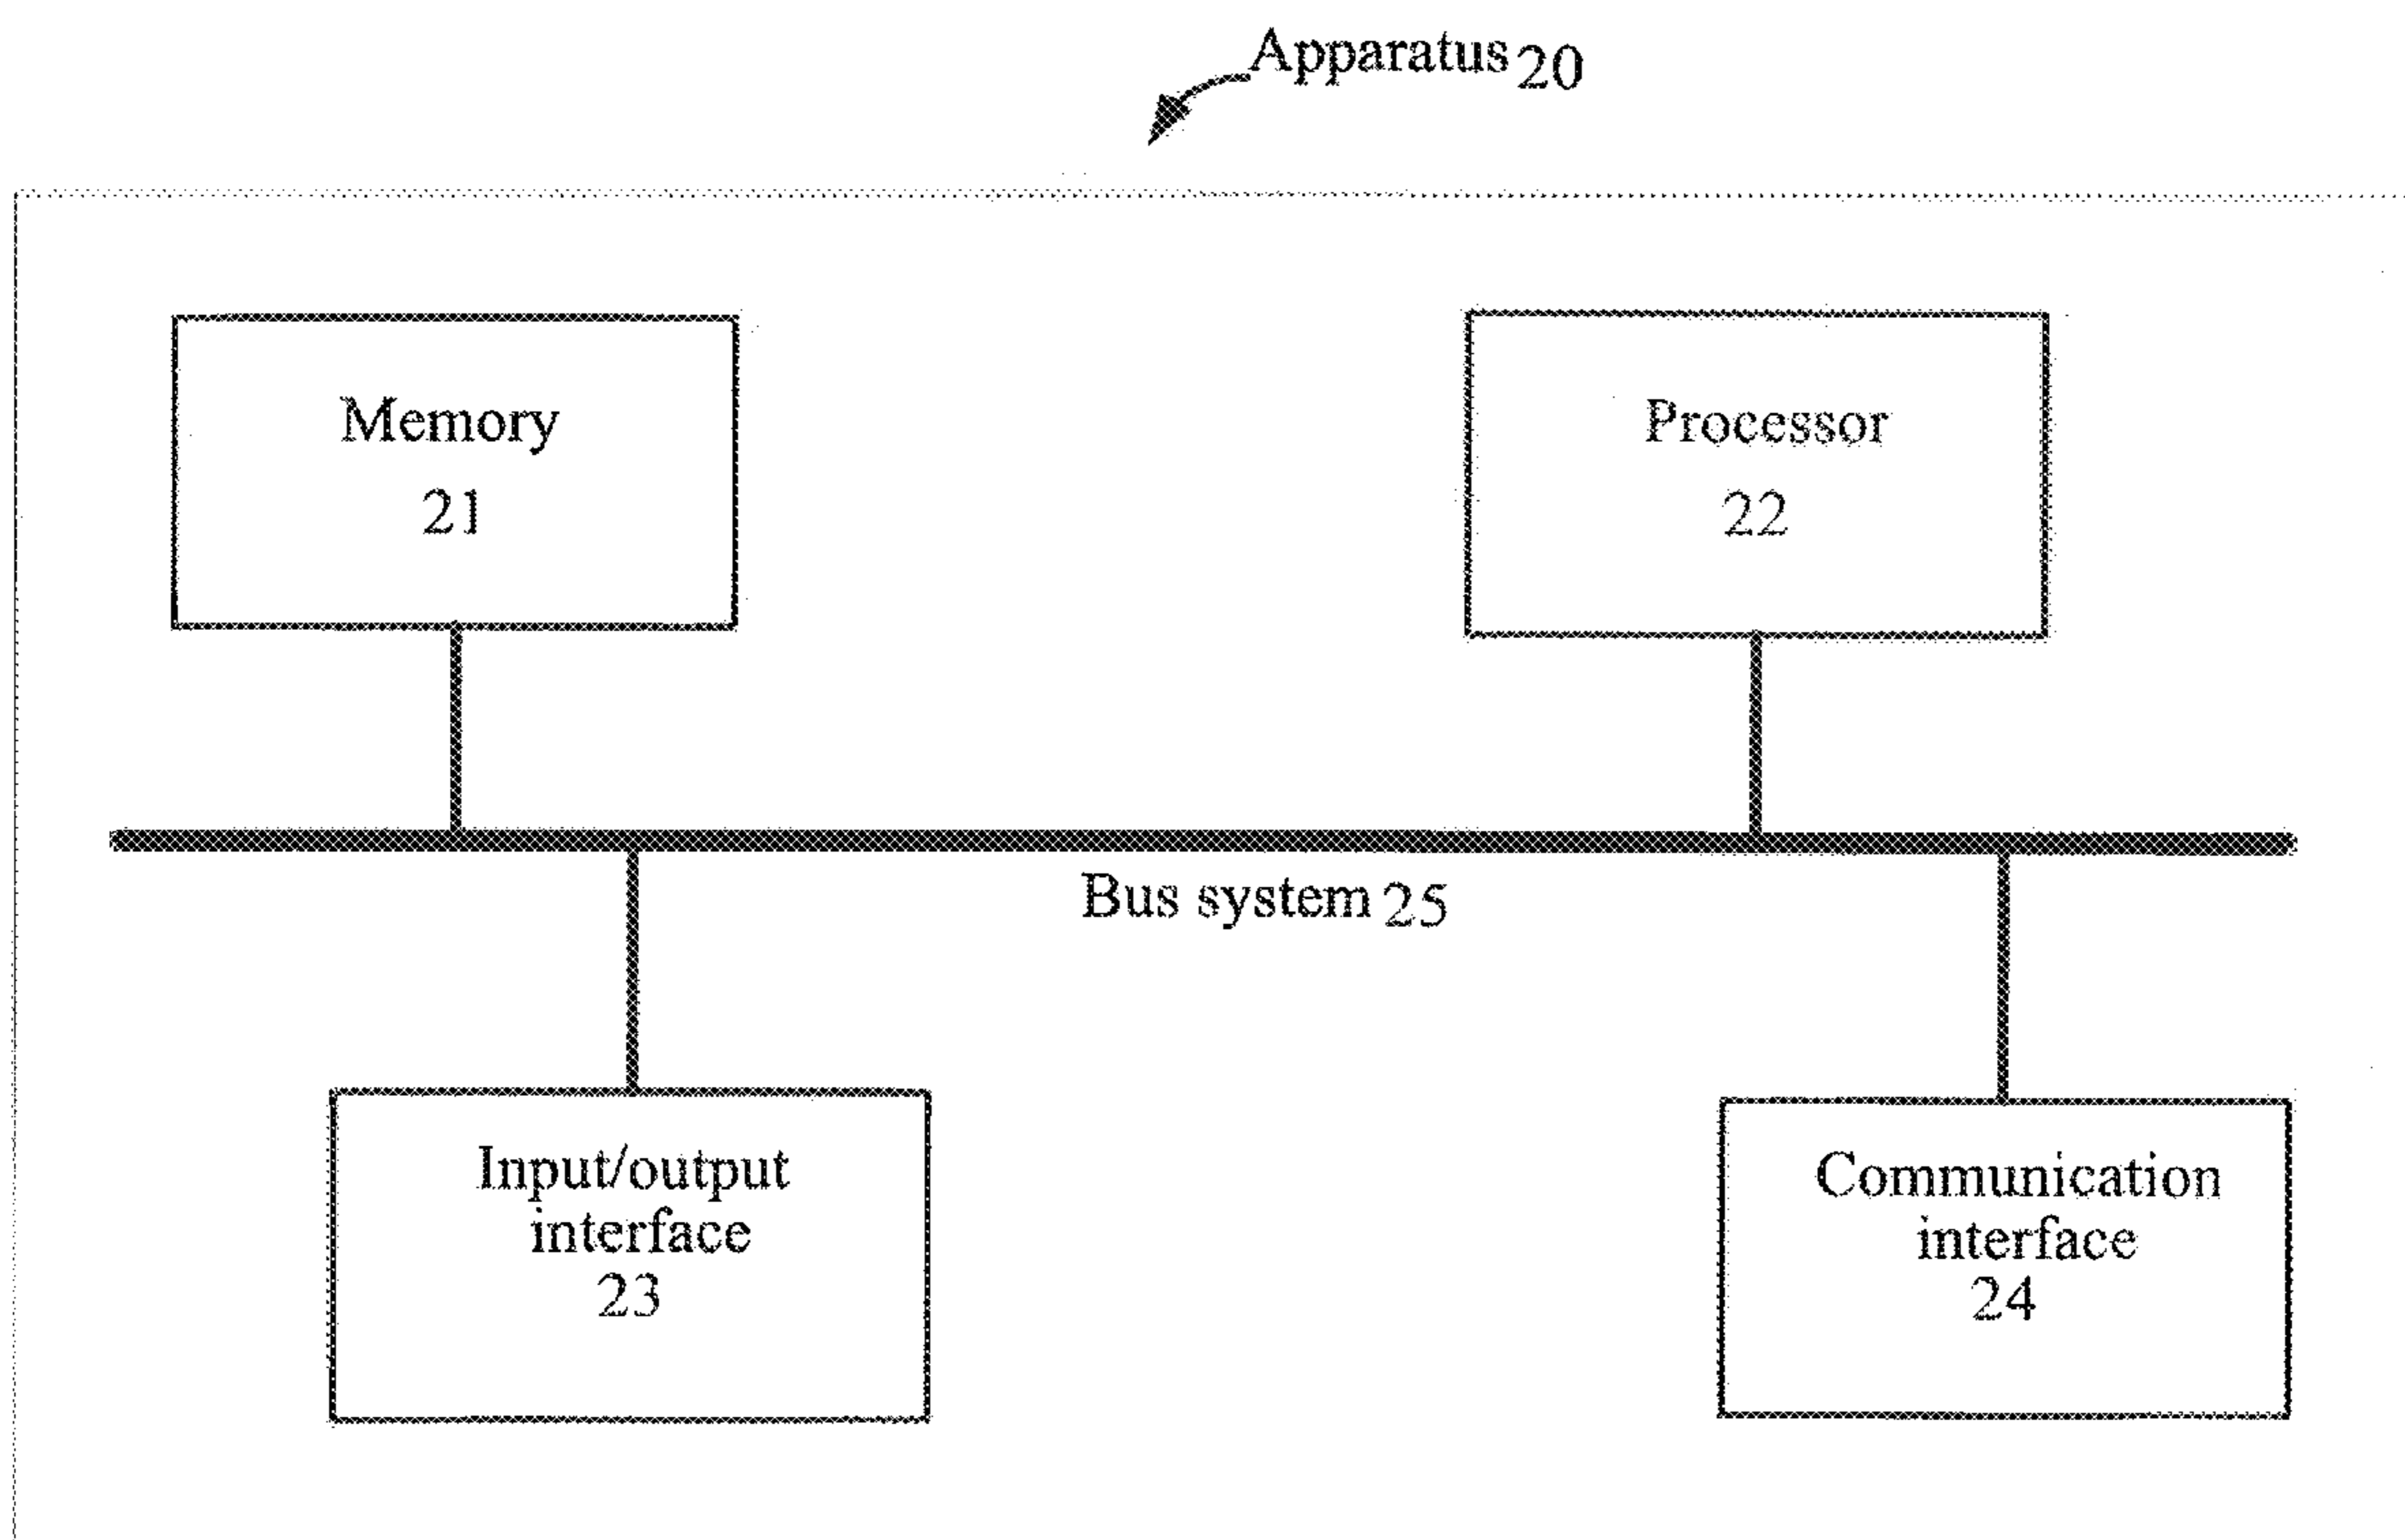 Apparatus 20
Memory
21
Processor
22
Bus system 25
Input/output
interface
23
Communication
interface
24